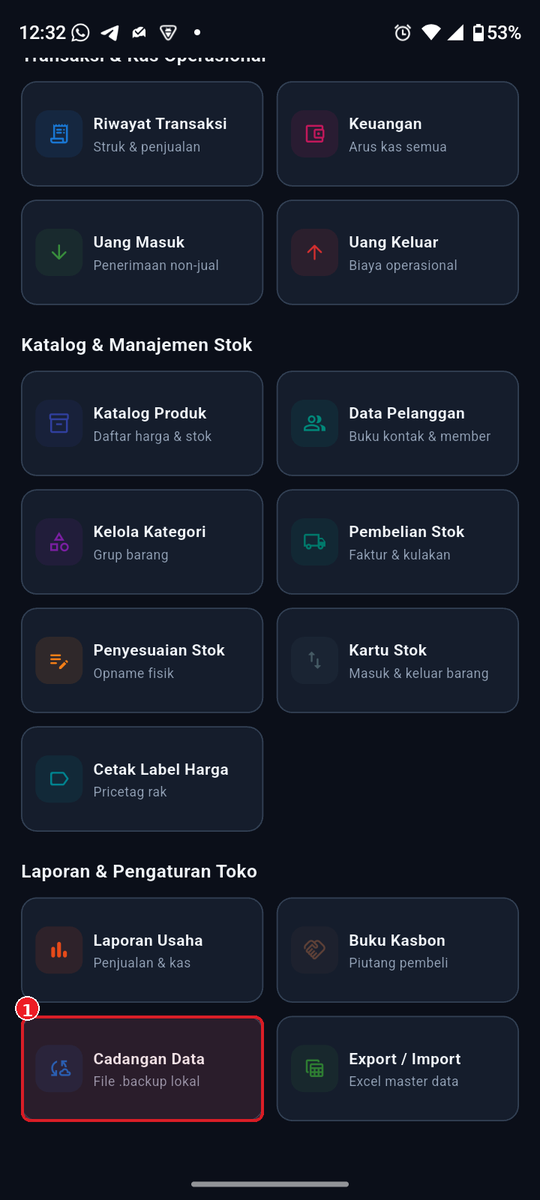 12:32
53%
Transaksi & Kas Operasional
Riwayat Transaksi
Struk & penjualan
Keuangan
Arus kas semua
Uang Masuk
Penerimaan non-jual
Uang Keluar
Biaya operasional
Katalog & Manajemen Stok
Katalog Produk
Daftar harga & stok
Data Pelanggan
Buku kontak & member
Kelola Kategori
Grup barang
Pembelian Stok
Faktur & kulakan
Penyesuaian Stok
Opname fisik
Kartu Stok
Masuk & keluar barang
Cetak Label Harga
Pricetag rak
Laporan & Pengaturan Toko
Laporan Usaha
Penjualan & kas
Buku Kasbon
Piutang pembeli
1
Cadangan Data
File .backup lokal
Export / Import
Excel master data